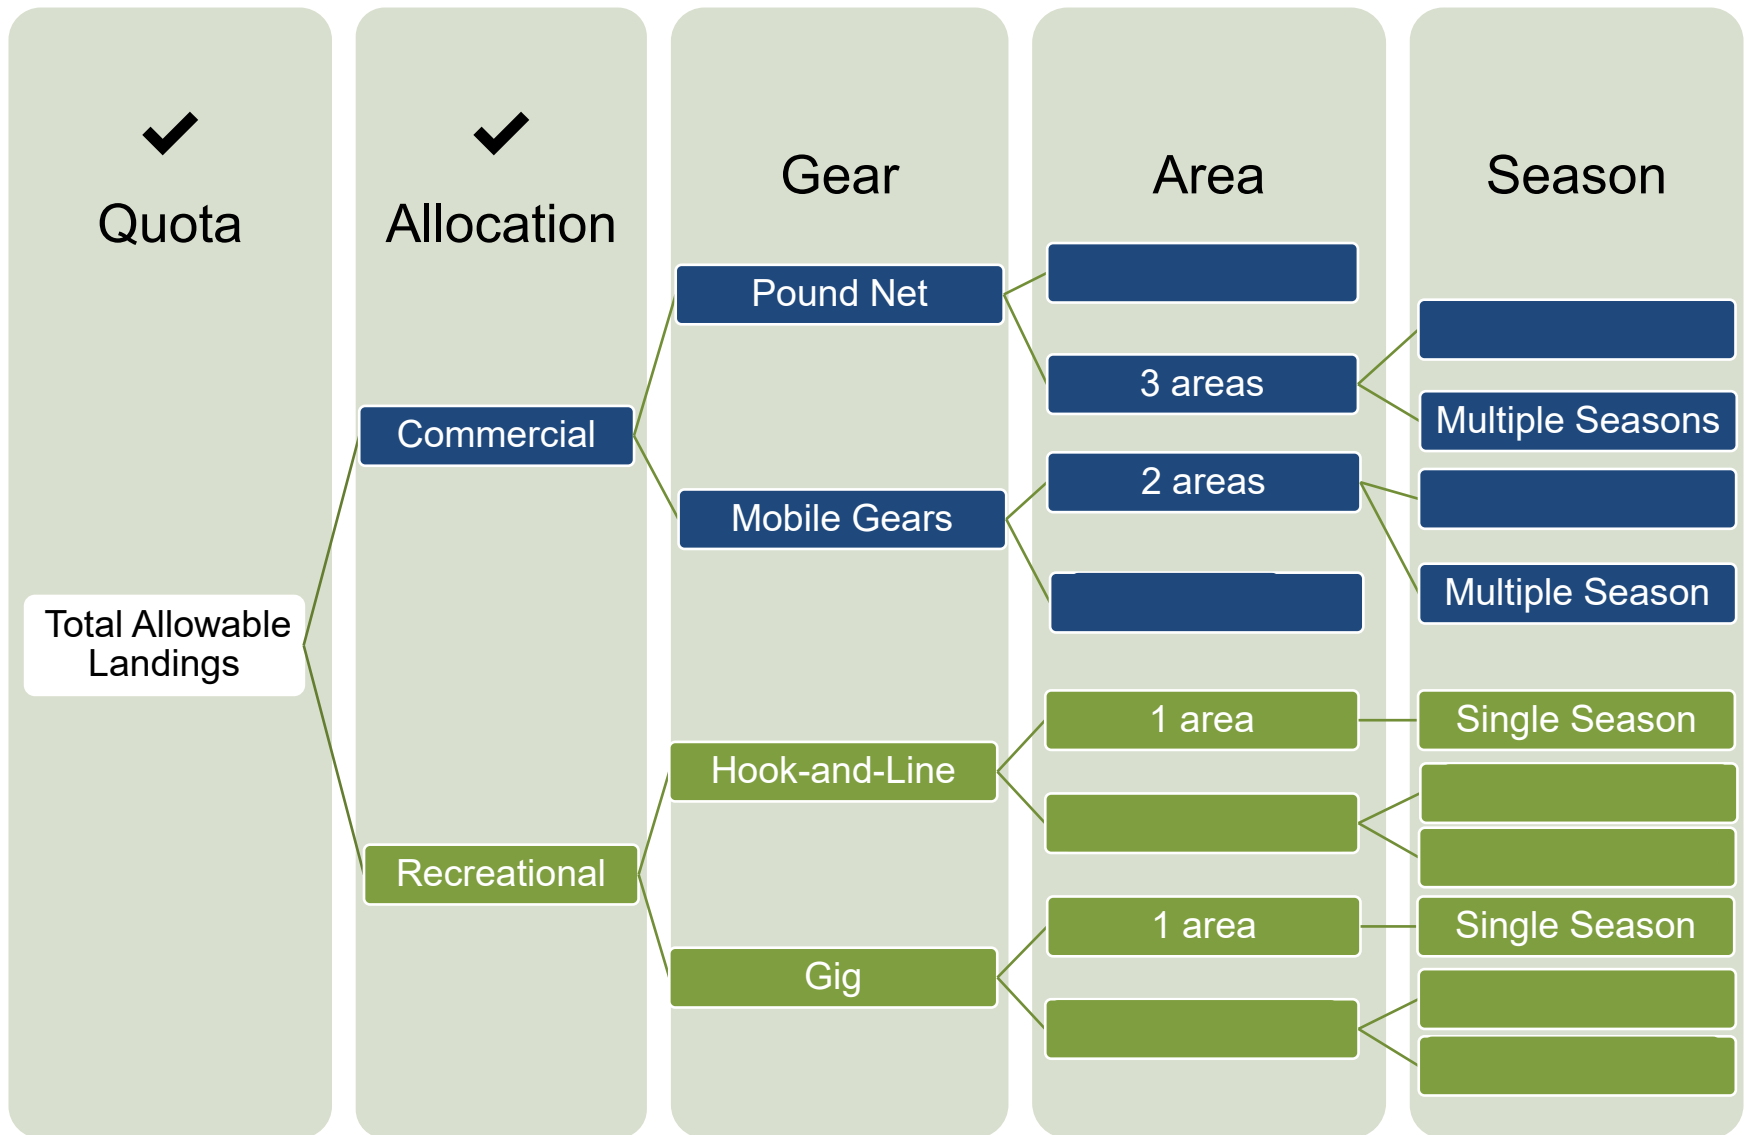 Quota
Allocation
Gear
Area
Season
Total Allowable
Landings
Commercial
Recreational
Pound Net
Mobile Gears
Hook-and-Line
Gig
3 areas
2 areas
1 area
1 area
Multiple Seasons
Multiple Season
Single Season
Single Season